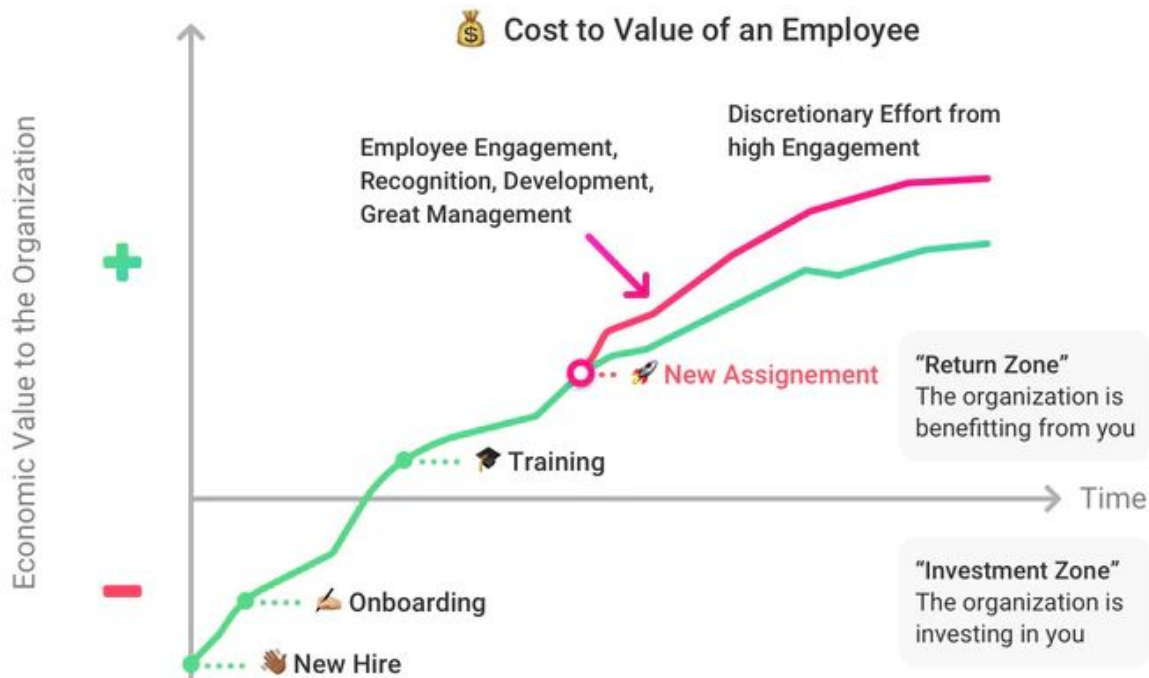 💰 Cost to Value of an Employee
Economic Value to the Organization
Discretionary Effort from
high Engagement
Employee Engagement,
Recognition, Development,
Great Management
🚀 New Assignement
"Return Zone"
The organization is
benefitting from you
🎓 Training
Time
"Investment Zone"
The organization is
investing in you
✍🏼 Onboarding
👋🏾 New Hire